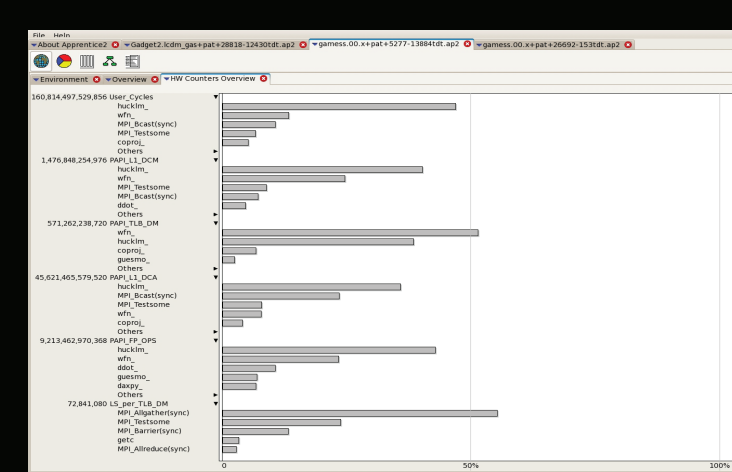 File Help
About Apprentice2 Gadget2.lcdm_gas+pat+28818-12430tdt.ap2 gamess.00.x+pat+5277-13884tdt.ap2 gamess.00.x+pat+26692-153tdt.ap2
Environment Overview HW Counters Overview
160,814,497,529,856 User_Cycles
hucklm_
wfn_
MPI_Bcast(sync)
MPI_Testsome
coproj_
Others
1,476,848,254,976 PAPI_L1_DCM
hucklm_
wfn_
MPI_Testsome
MPI_Bcast(sync)
ddot_
Others
571,262,238,720 PAPI_TLB_DM
wfn_
hucklm_
coproj_
guesmo_
Others
45,621,465,579,520 PAPI_L1_DCA
hucklm_
MPI_Bcast(sync)
MPI_Testsome
wfn_
coproj_
Others
9,213,462,970,368 PAPI_FP_OPS
hucklm_
wfn_
ddot_
guesmo_
daxpy_
Others
72,841,080 LS_per_TLB_DM
MPI_Allgather(sync)
MPI_Testsome
MPI_Barrier(sync)
getc
MPI_Allreduce(sync)
0 50% 100%